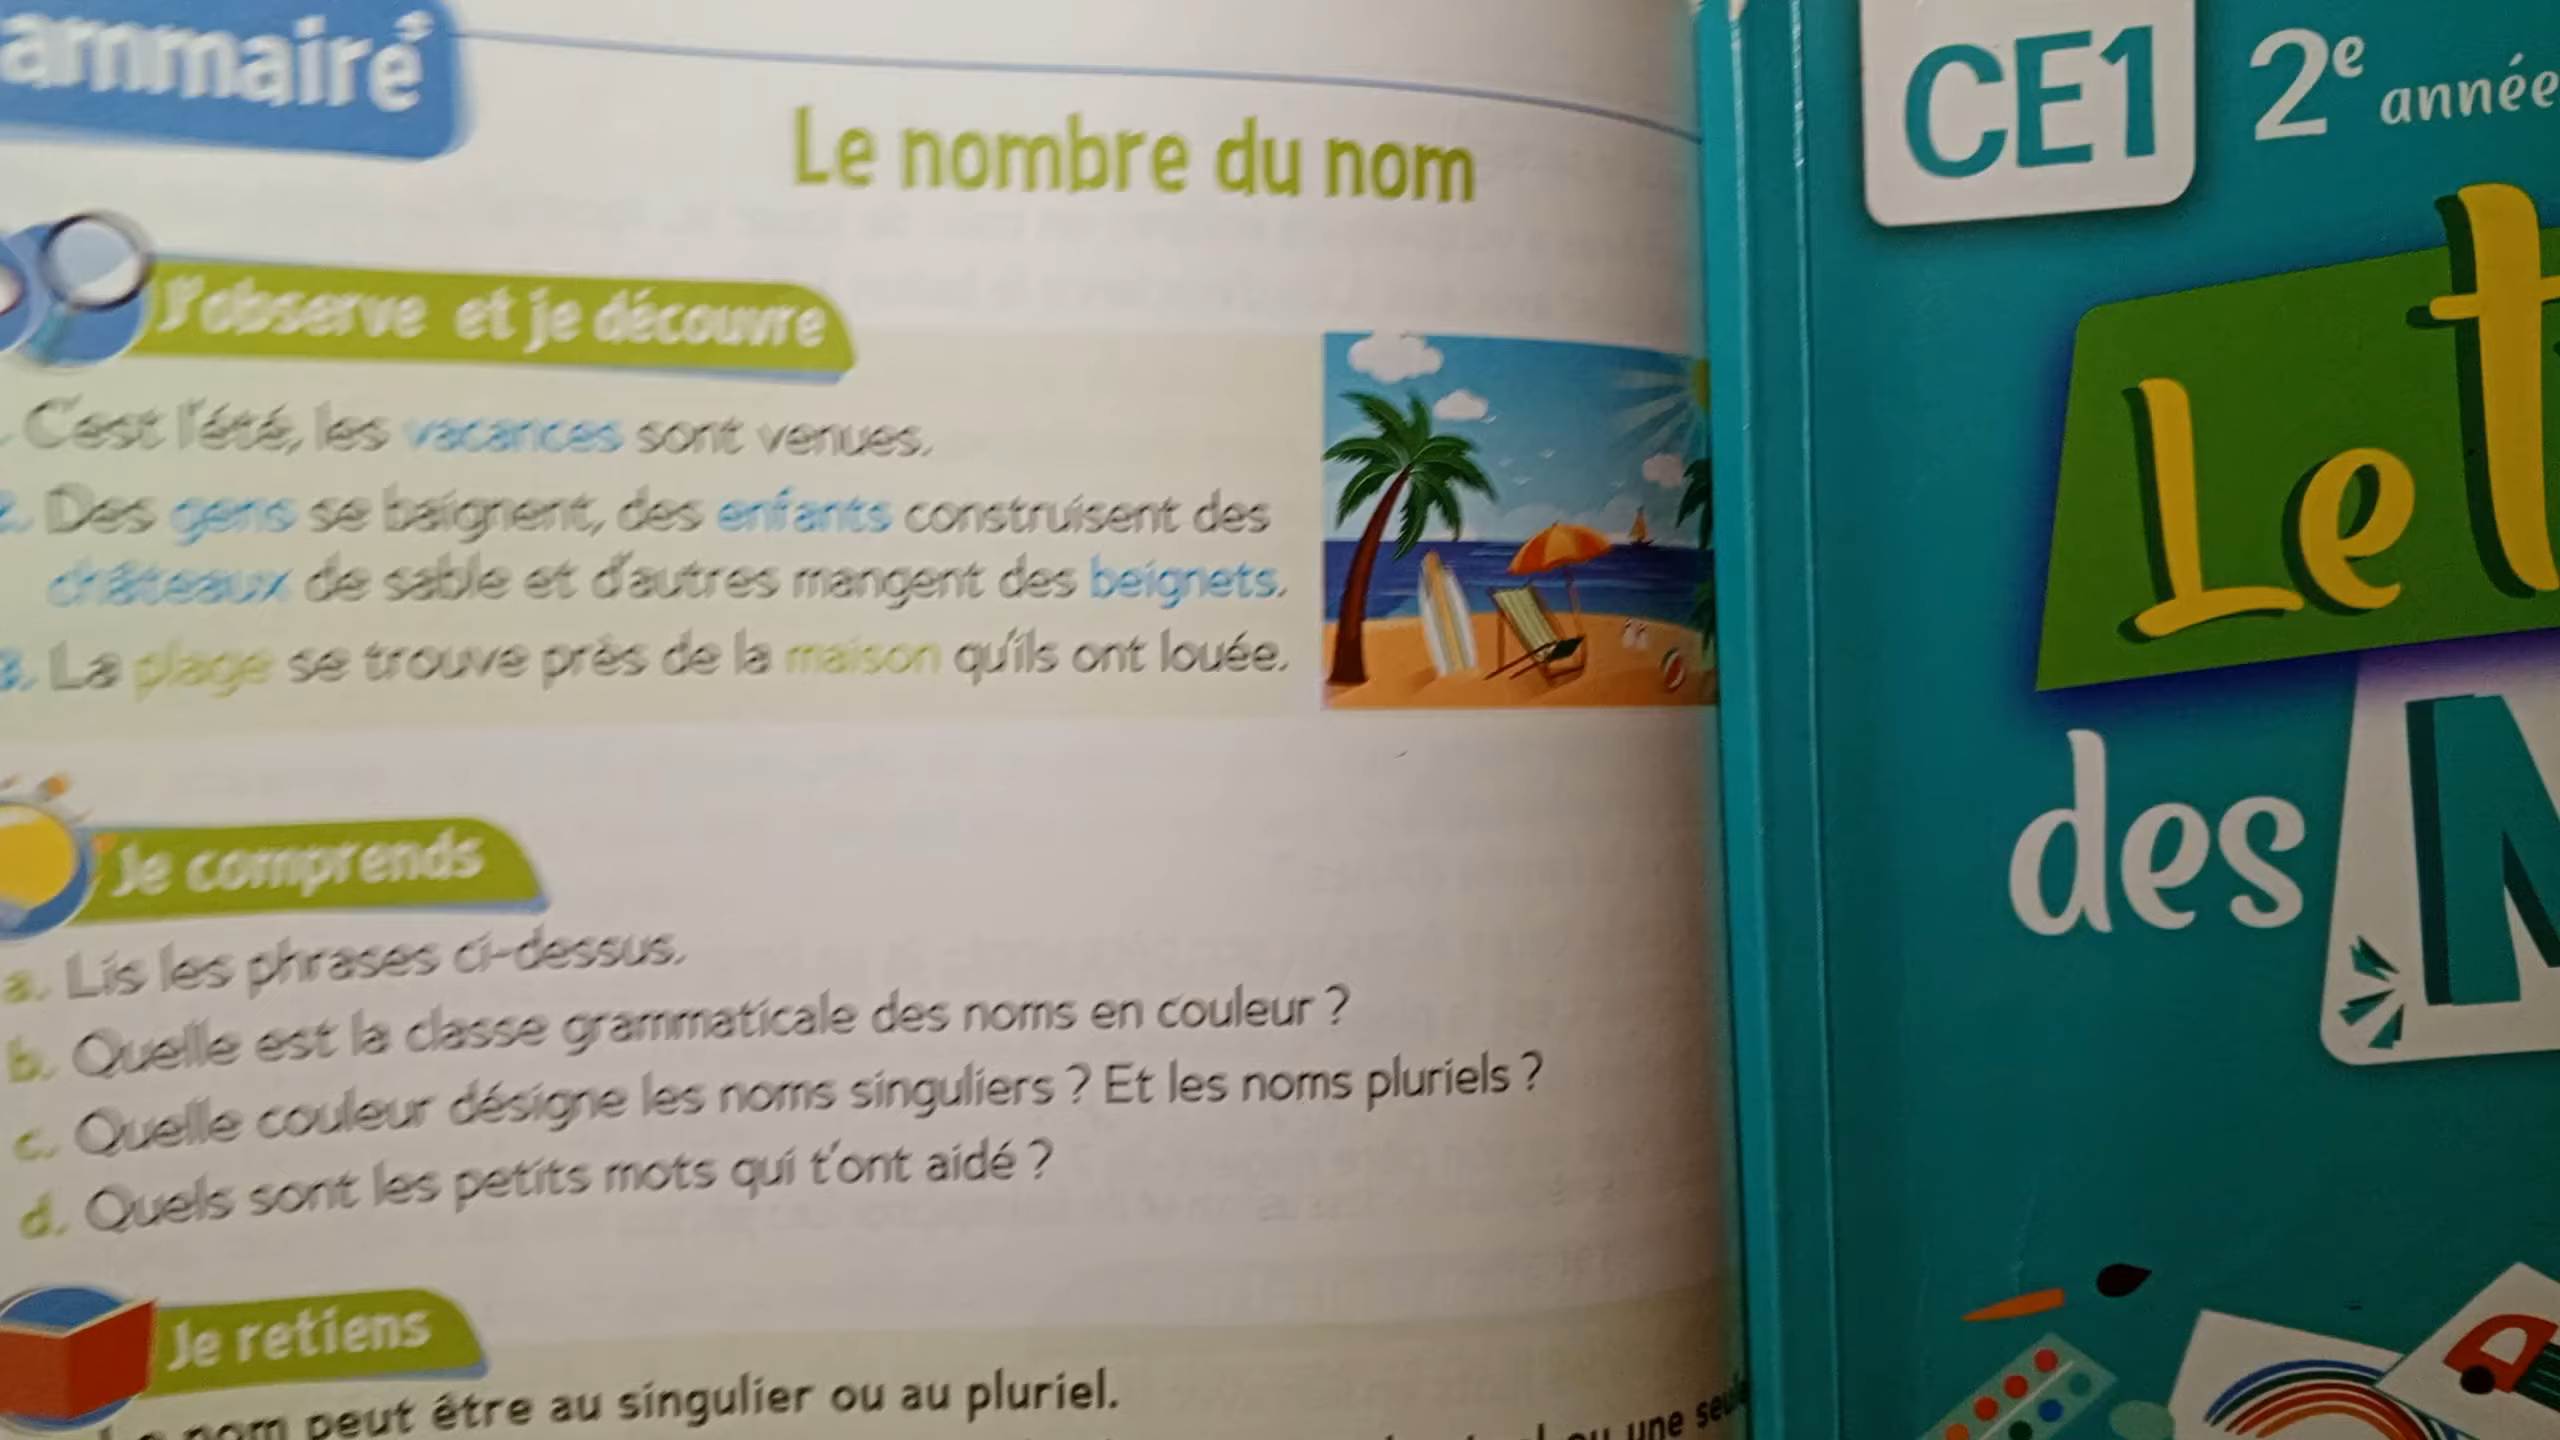 ammaire
Le nombre du nom
J'observe et je découvre
C'est l'été, les vacances sont venues.
2. Des gens se baignent, des enfants construisent des
châteaux de sable et d'autres mangent des beignets.
3. La plage se trouve près de la maison qu'ils ont louée.
Je comprends
a. Lis les phrases ci-dessus.
b. Quelle est la classe grammaticale des noms en couleur ?
c. Quelle couleur désigne les noms singuliers ? Et les noms pluriels ?
d. Quels sont les petits mots qui t'ont aidé ?
Je retiens
nom peut être au singulier ou au pluriel.
ou une
CE1 2e année
Le t
des M